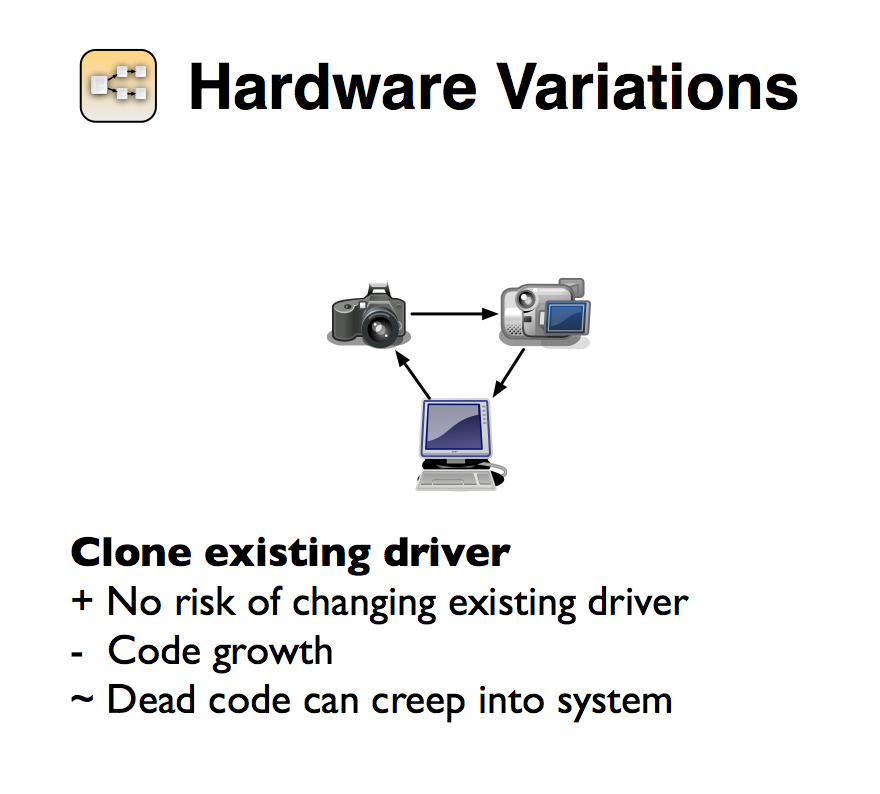 Hardware Variations
Clone existing driver
+ No risk of changing existing driver
- Code growth
~ Dead code can creep into system